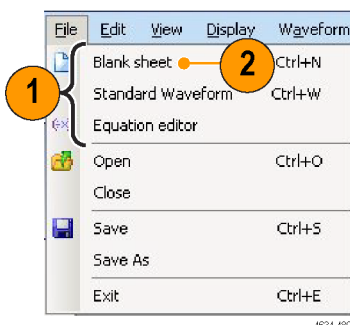 File Edit View Display Waveform
Blank sheet 2 Ctrl+N
1
Standard Waveform Ctrl+W
Equation editor
Open Ctrl+O
Close
Save Ctrl+S
Save As
Exit Ctrl+E